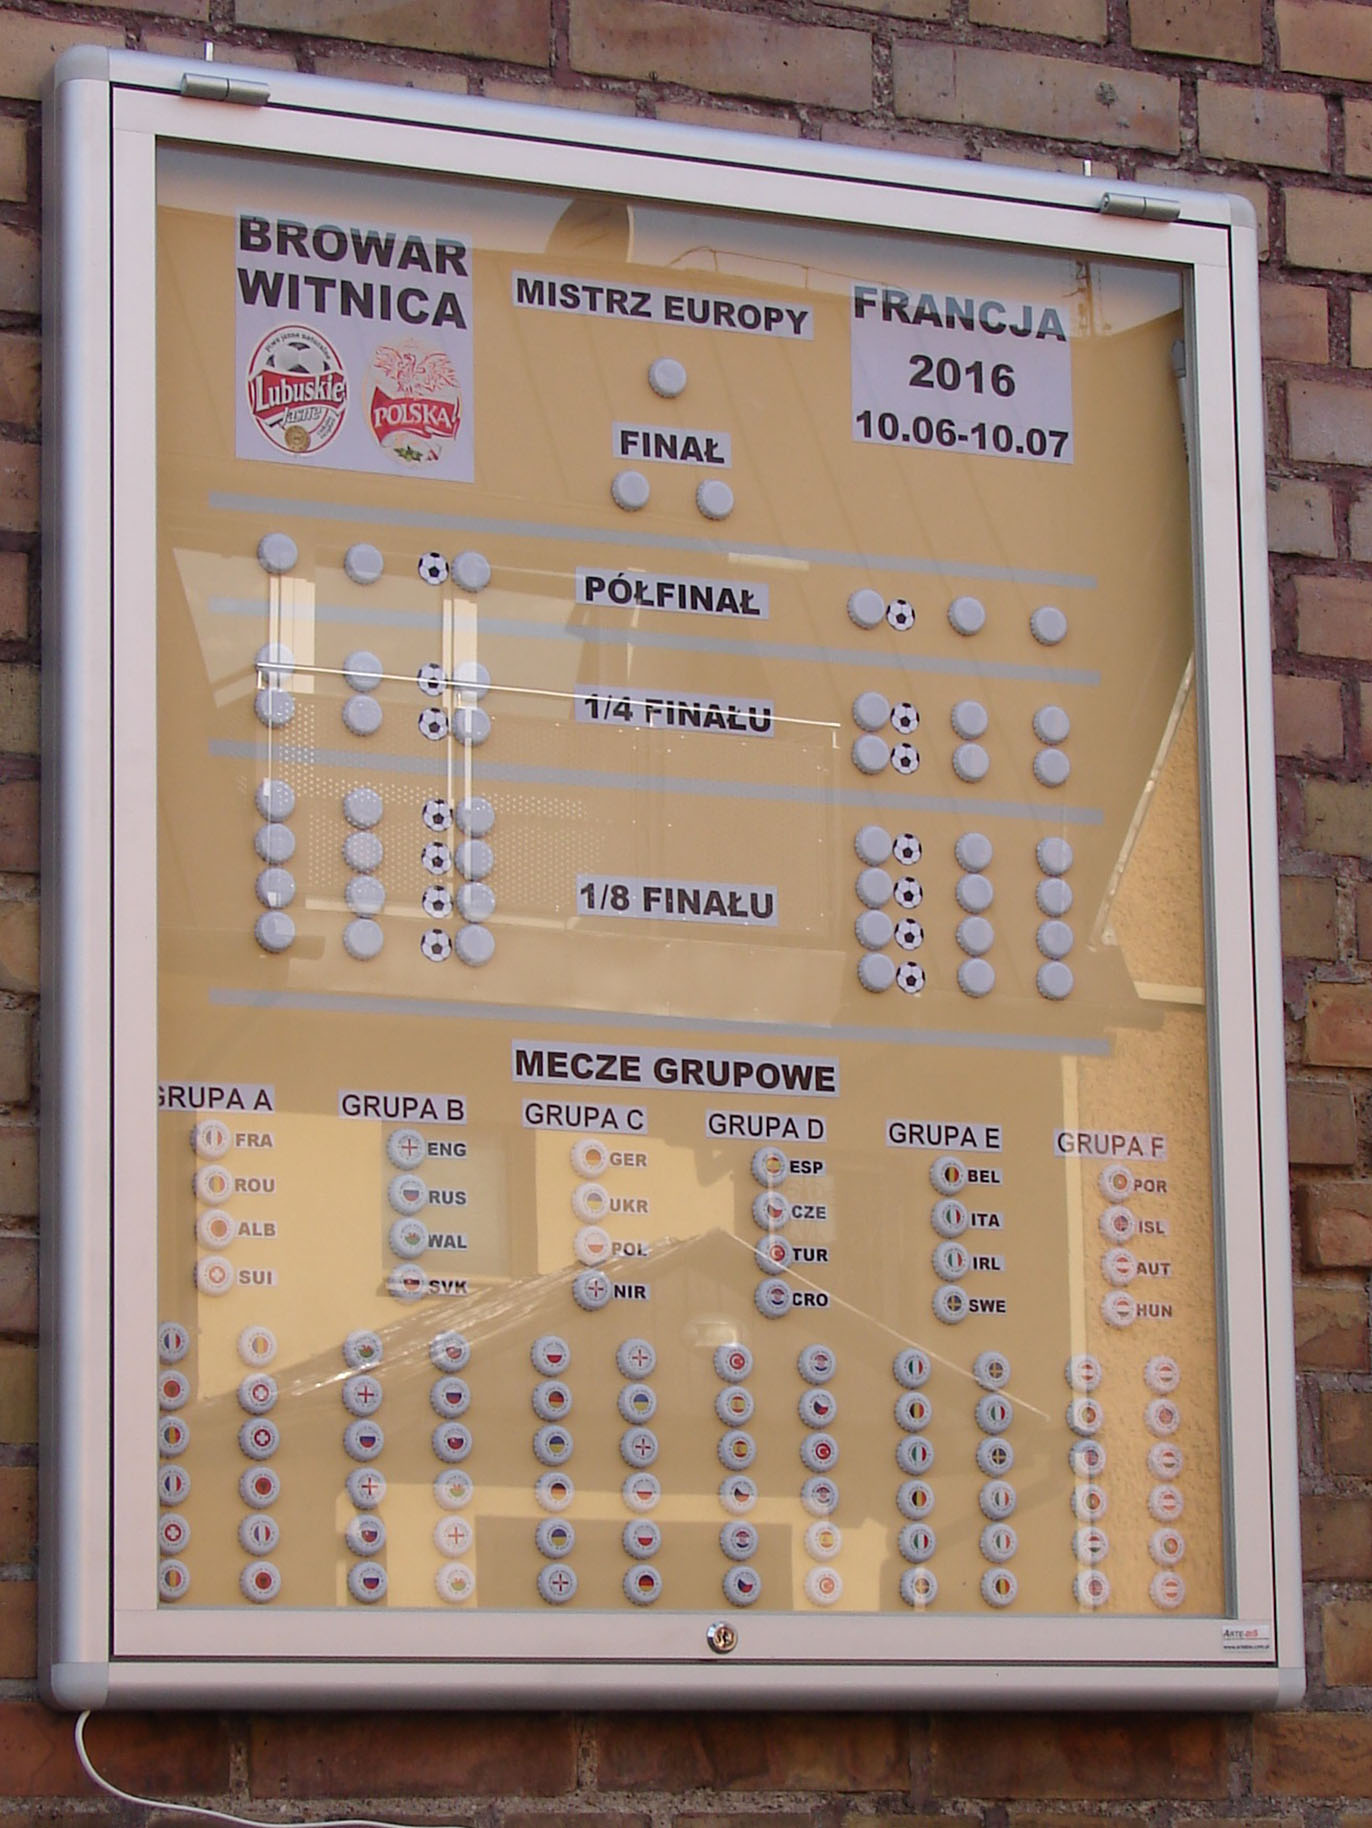 BROWAR
WITNICA
Lubuskie
Jasne
POLSKA
MISTRZ EUROPY
FRANCJA
2016
10.06-10.07
FINAŁ
PÓŁFINAŁ
1/4 FINAŁU
1/8 FINAŁU
MECZE GRUPOWE
GRUPA A
FRA
ROU
ALB
SUI
GRUPA B
ENG
RUS
WAL
SVK
GRUPA C
GER
UKR
POL
NIR
GRUPA D
ESP
CZE
TUR
CRO
GRUPA E
BEL
ITA
IRL
SWE
GRUPA F
POR
ISL
AUT
HUN